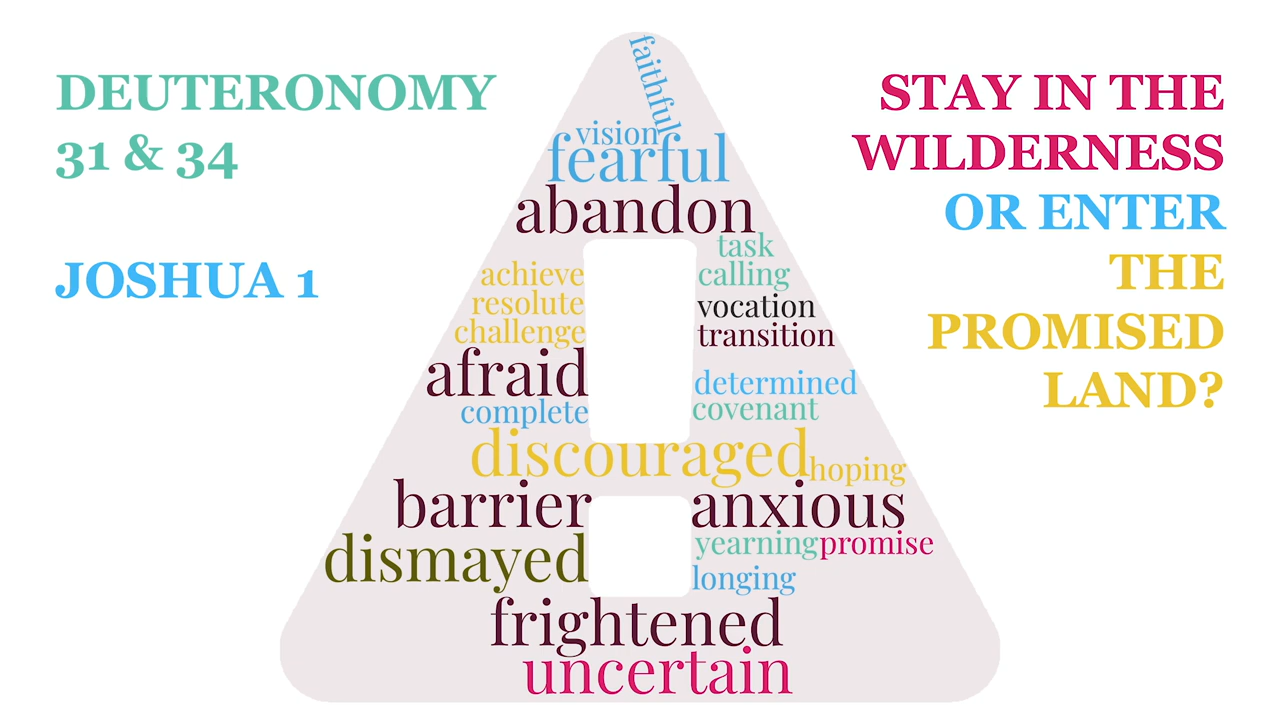 DEUTERONOMY
31 & 34
JOSHUA 1
faithful
vision
fearful
abandon
task
achieve
calling
resolute
vocation
challenge
transition
afraid
determined
complete
covenant
discouraged
hoping
barrier
anxious
yearning
promise
dismayed
longing
frightened
uncertain
STAY IN THE
WILDERNESS
OR ENTER
THE
PROMISED
LAND?